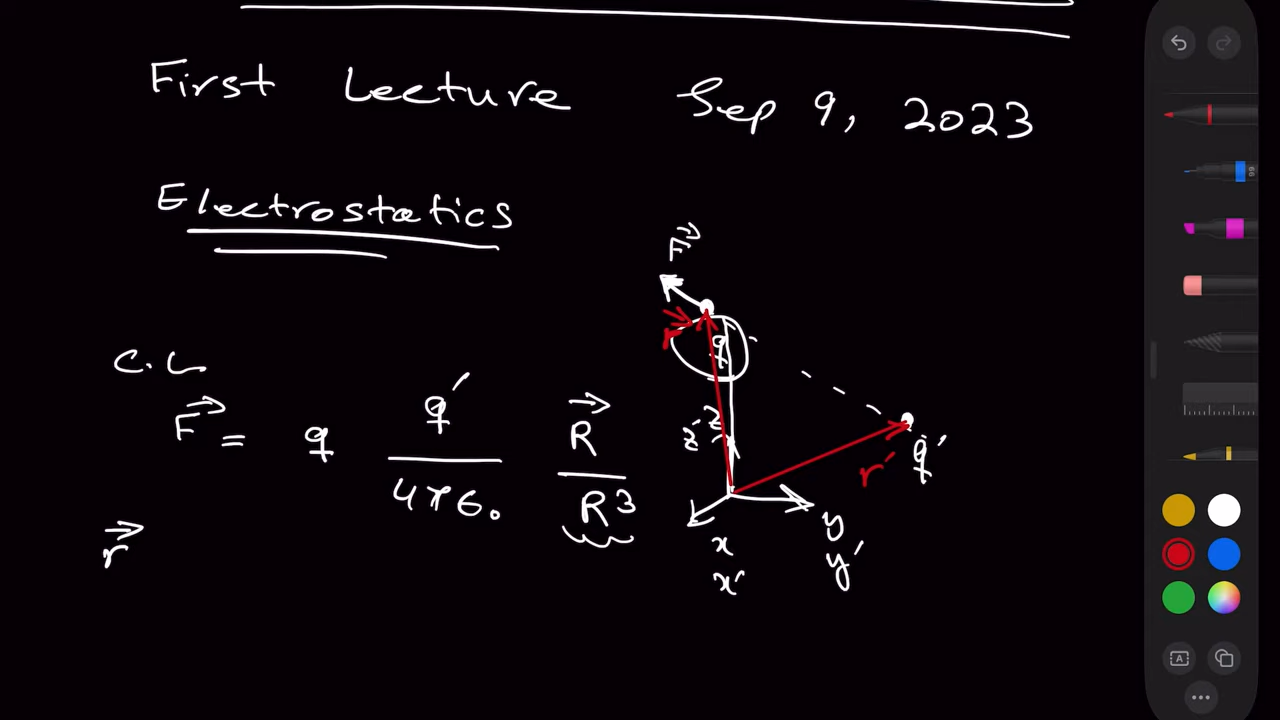 First Lecture Sep 9, 2023
Electrostatics
F⃗
r⃗
q
C.L
F⃗ = q q′ / 4πε₀ R⃗ / R³
z′ z
r′
q′
r⃗
x
y
x′
y′